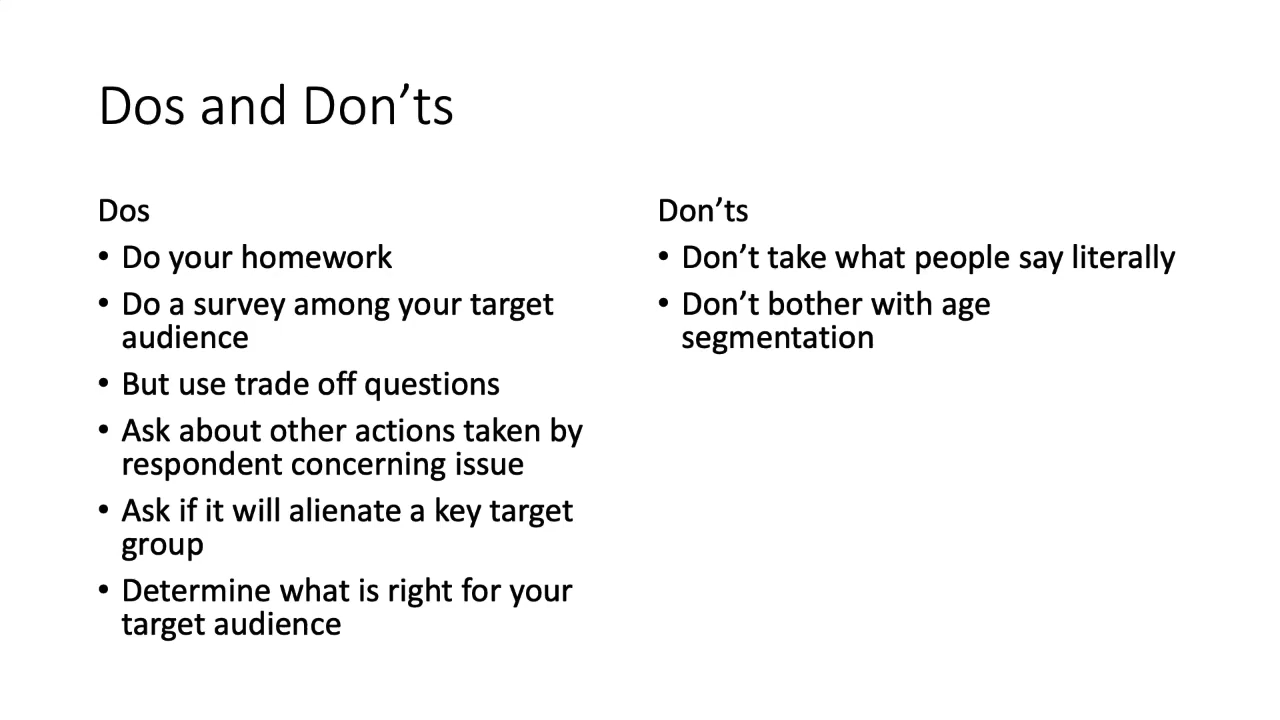 Dos and Don’ts
Dos
• Do your homework
• Do a survey among your target
audience
• But use trade off questions
• Ask about other actions taken by
respondent concerning issue
• Ask if it will alienate a key target
group
• Determine what is right for your
target audience
Don’ts
• Don’t take what people say literally
• Don’t bother with age
segmentation